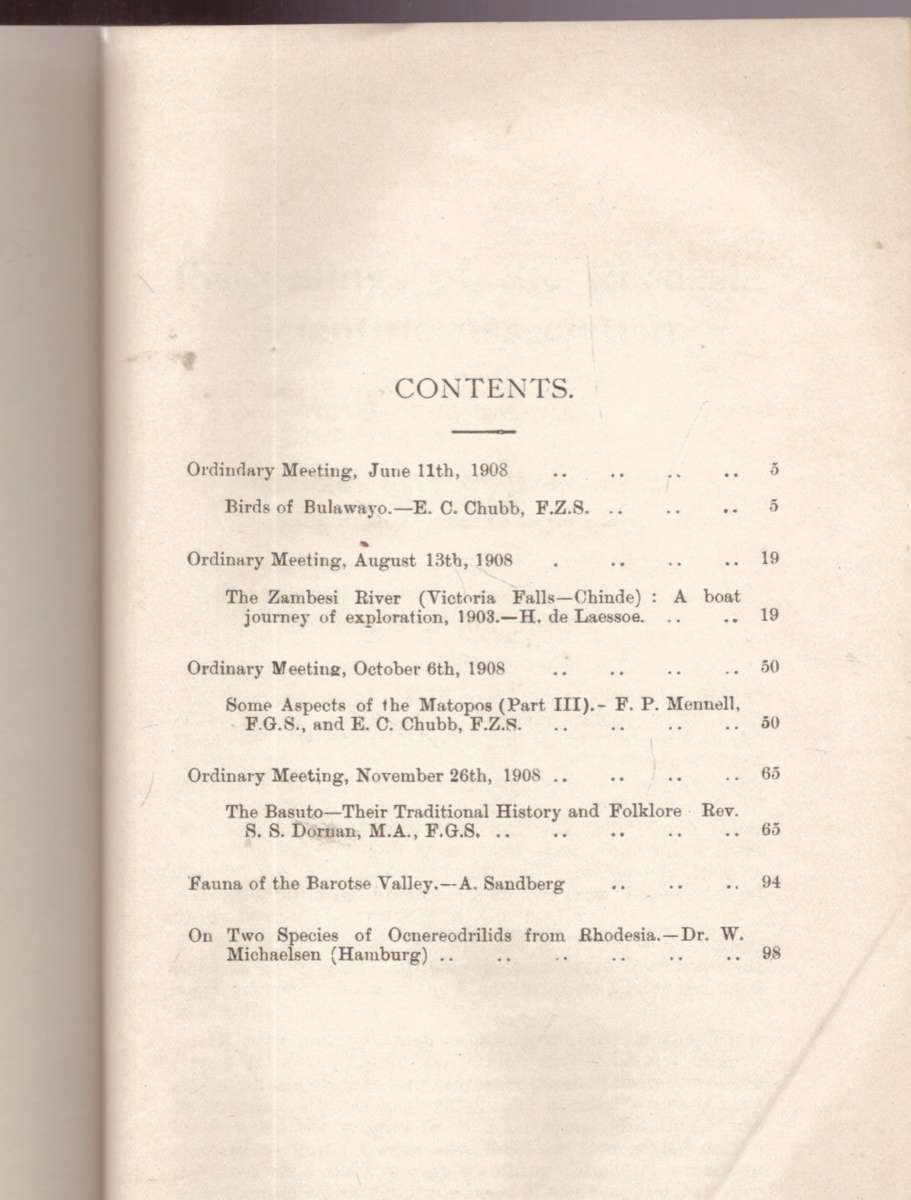 CONTENTS.
Ordindary Meeting, June 11th, 1908 .. .. .. .. 5
Birds of Bulawayo.—E. C. Chubb, F.Z.S. .. .. .. 5
Ordinary Meeting, August 13th, 1908 . .. .. .. 19
The Zambesi River (Victoria Falls—Chinde) : A boat
journey of exploration, 1903.—H. de Laessoe. .. .. 19
Ordinary Meeting, October 6th, 1908 .. .. .. .. 50
Some Aspects of the Matopos (Part III).- F. P. Mennell,
F.G.S., and E. C. Chubb, F.Z.S. .. .. .. .. 50
Ordinary Meeting, November 26th, 1908 .. .. .. .. 65
The Basuto—Their Traditional History and Folklore Rev.
S. S. Dornan, M.A., F.G.S. .. .. .. .. .. 65
Fauna of the Barotse Valley.—A. Sandberg .. .. .. 94
On Two Species of Ocnereodrilids from Rhodesia.—Dr. W.
Michaelsen (Hamburg) .. .. .. .. .. .. 98